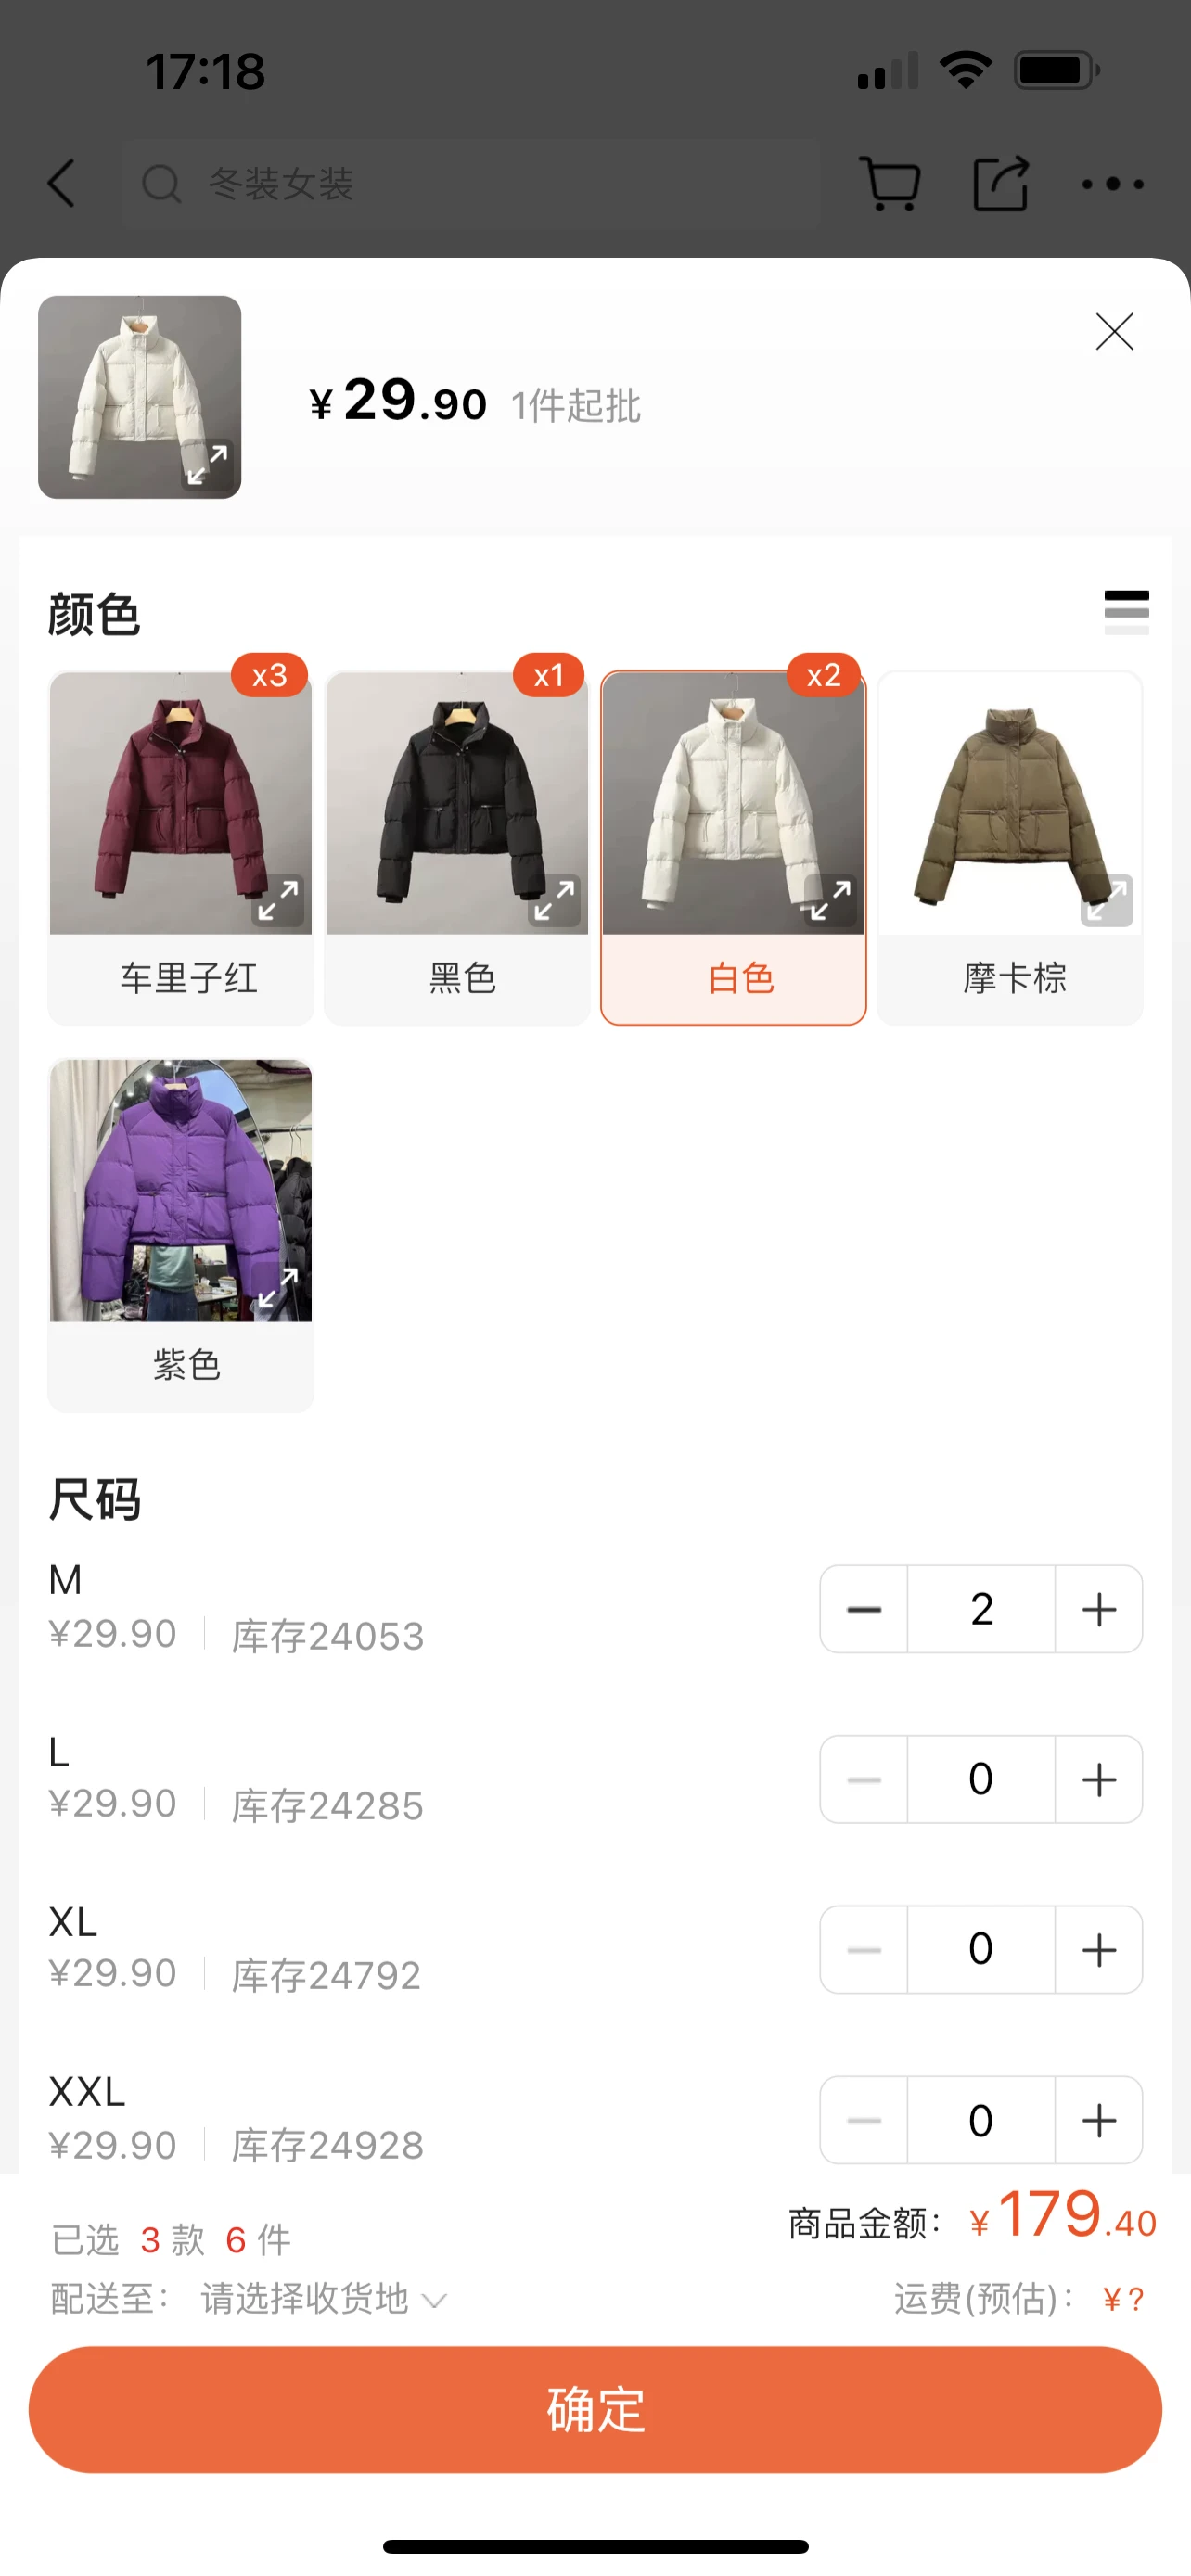 17:18
冬装女装
¥29.90 1件起批
颜色
x3 x1 x2
车里子红 黑色 白色 摩卡棕
紫色
尺码
M
¥29.90 库存24053
2
L
¥29.90 库存24285
0
XL
¥29.90 库存24792
0
XXL
¥29.90 库存24928
0
已选 3 款 6 件
商品金额： ¥179.40
配送至： 请选择收货地
运费(预估)： ¥?
确定